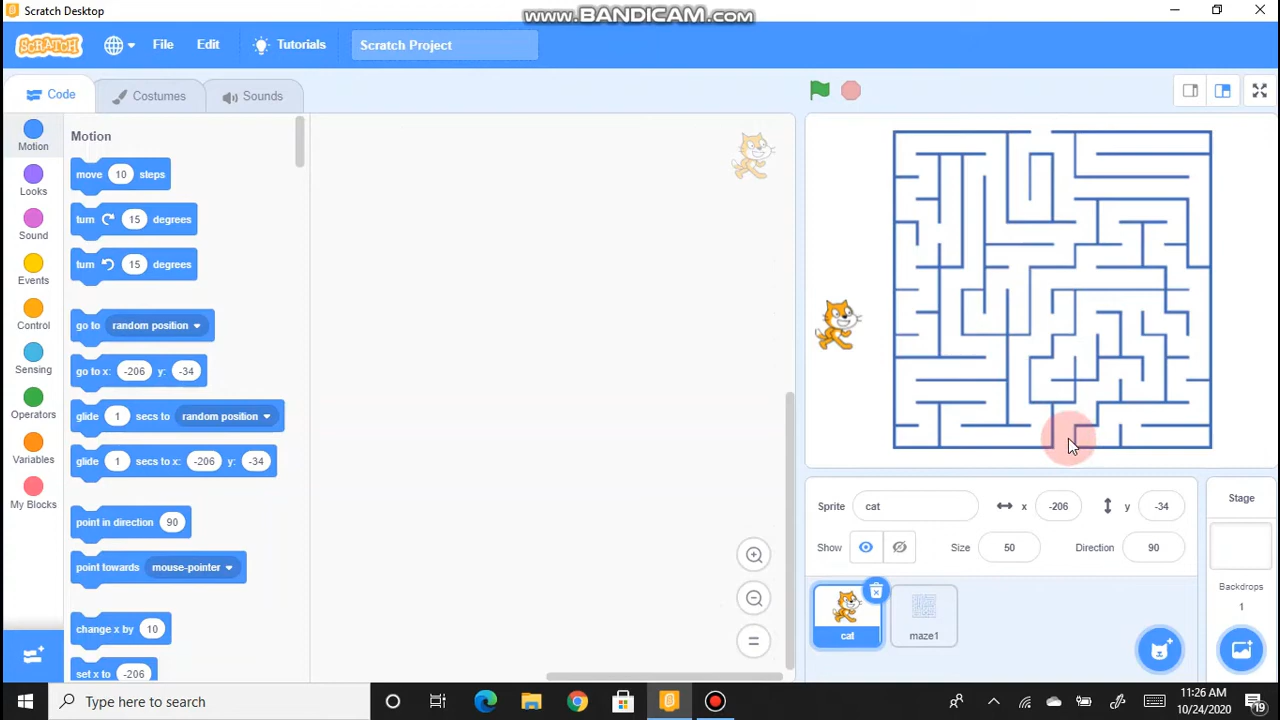 Scratch Desktop
www.BANDICAM.com
SCRATCH
File
Edit
Tutorials
Scratch Project
Code
Costumes
Sounds
Motion
Looks
Sound
Events
Control
Sensing
Operators
Variables
My Blocks
Motion
move 10 steps
turn 15 degrees
turn 15 degrees
go to random position
go to x: -206 y: -34
glide 1 secs to random position
glide 1 secs to x: -206 y: -34
point in direction 90
point towards mouse-pointer
change x by 10
set x to -206
Sprite cat x -206 y -34
Show Size 50 Direction 90
cat
maze1
Stage
Backdrops
1
Type here to search
11:26 AM
10/24/2020
19